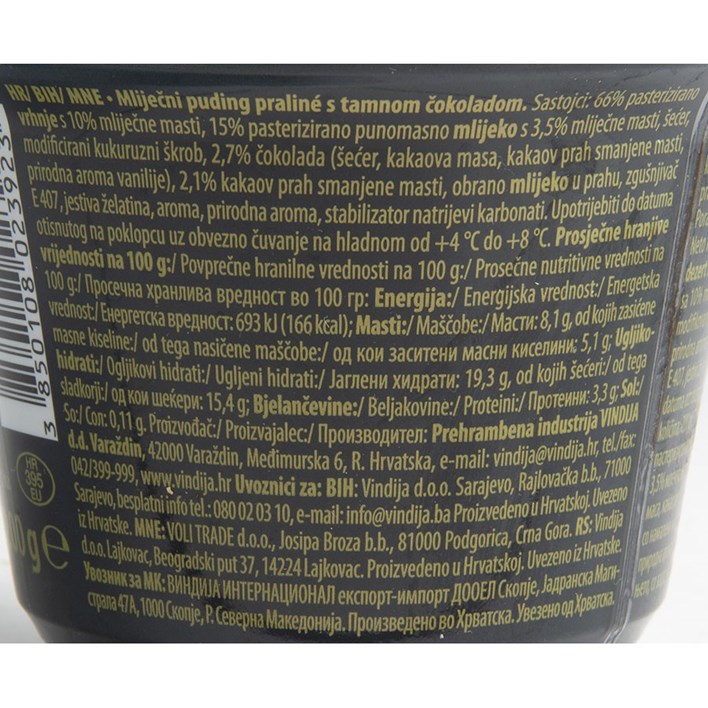 HR/ BIH/ MNE • Mliječni puding praliné s tamnom čokoladom. Sastojci: 66% pasterizirano
vrhnje s 10% mliječne masti, 15% pasterizirano punomasno mlijeko s 3,5% mliječne masti, šećer,
modificirani kukuruzni škrob, 2,7% čokolada (šećer, kakaova masa, kakaov prah smanjene masti,
prirodna aroma vanilije), 2,1% kakaov prah smanjene masti, obrano mlijeko u prahu, zgušnjivač
E 407, jestiva želatina, aroma, prirodna aroma, stabilizator natrijevi karbonati. Upotrijebiti do datuma
otisnutog na poklopcu uz obvezno čuvanje na hladnom od +4 °C do +8 °C. Prosječne hranjive
vrijednosti na 100 g:/ Povprečne hranilne vrednosti na 100 g:/ Prosečne nutritivne vrednosti na
100 g:/ Просечна хранлива вредност во 100 гр: Energija:/ Energijska vrednost:/ Energetska
vrednost:/ Енергетска вредност: 693 kJ (166 kcal); Masti:/ Maščobe:/ Масти: 8,1 g, od kojih zasićene
masne kiseline:/ od tega nasičene maščobe:/ од кои заситени масни киселини: 5,1 g; Ugljiko-
hidrati:/ Ogljikovi hidrati:/ Ugljeni hidrati:/ Јаглени хидрати: 19,3 g, od kojih šećeri:/ od tega
sladkorji:/ од кои шеќери: 15,4 g; Bjelančevine:/ Beljakovine:/ Proteini:/ Протеини: 3,3 g; Sol:/
So:/ Сол: 0,11 g. Proizvođač:/ Proizvajalec:/ Производител: Prehrambena industrija VINDIJA
d.d. Varaždin, 42000 Varaždin, Međimurska 6, R. Hrvatska, e-mail: vindija@vindija.hr, tel./fax:
042/399-999, www.vindija.hr Uvoznici za: BIH: Vindija d.o.o. Sarajevo, Rajlovačka b.b., 71000
Sarajevo, besplatni info tel.: 080 02 03 10, e-mail: info@vindija.ba Proizvedeno u Hrvatskoj. Uvezeno
iz Hrvatske. MNE: VOLI TRADE d.o.o., Josipa Broza b.b., 81000 Podgorica, Crna Gora. RS: Vindija
d.o.o. Lajkovac, Beogradski put 37, 14224 Lajkovac. Proizvedeno u Hrvatskoj. Uvezeno iz Hrvatske.
Увозник за МК: ВИНДИЈА ИНТЕРНАЦИОНАЛ експорт-импорт ДООЕЛ Скопје, Јадранска Маги-
страла 47А, 1000 Скопје, Р. Северна Македонија. Произведено во Хрватска. Увезено од Хрватска.
3 850108 023923
HR
395
EU
g ℮